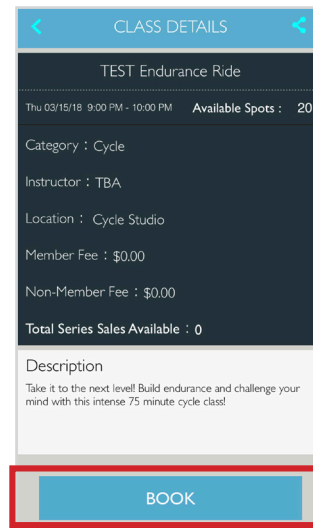 CLASS DETAILS
TEST Endurance Ride
Thu 03/15/18 9:00 PM - 10:00 PM Available Spots : 20
Category : Cycle
Instructor : TBA
Location : Cycle Studio
Member Fee : $0.00
Non-Member Fee : $0.00
Total Series Sales Available : 0
Description
Take it to the next level! Build endurance and challenge your
mind with this intense 75 minute cycle class!
BOOK